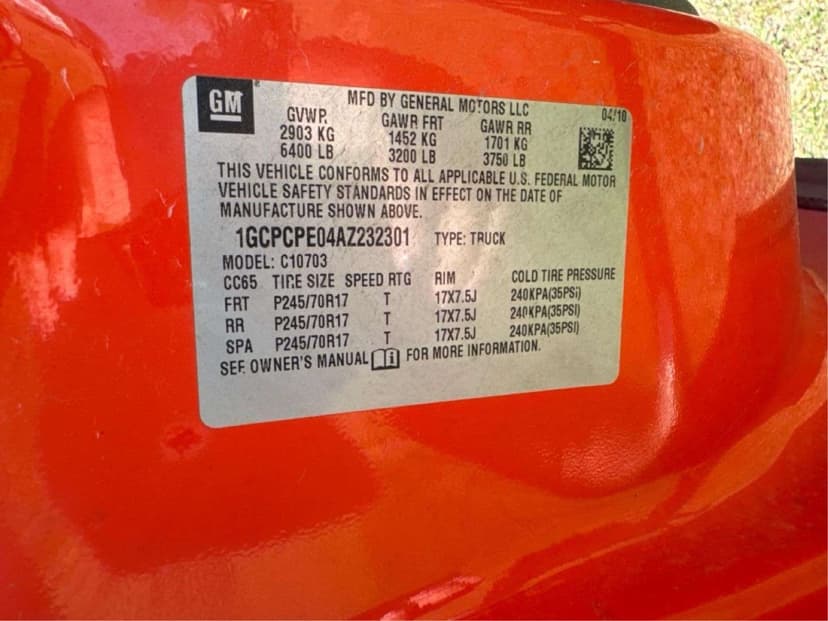 GM
MFD BY GENERAL MOTORS LLC 04/10
GVWR GAWR FRT GAWR RR
2903 KG 1452 KG 1701 KG
6400 LB 3200 LB 3750 LB
THIS VEHICLE CONFORMS TO ALL APPLICABLE U.S. FEDERAL MOTOR
VEHICLE SAFETY STANDARDS IN EFFECT ON THE DATE OF
MANUFACTURE SHOWN ABOVE.
1GCPCPE04AZ232301 TYPE: TRUCK
MODEL: C10703
CC65 TIRE SIZE SPEED RTG RIM COLD TIRE PRESSURE
FRT P245/70R17 T 17X7.5J 240KPA(35PSI)
RR P245/70R17 T 17X7.5J 240KPA(35PSI)
SPA P245/70R17 T 17X7.5J 240KPA(35PSI)
SEE OWNER'S MANUAL FOR MORE INFORMATION.